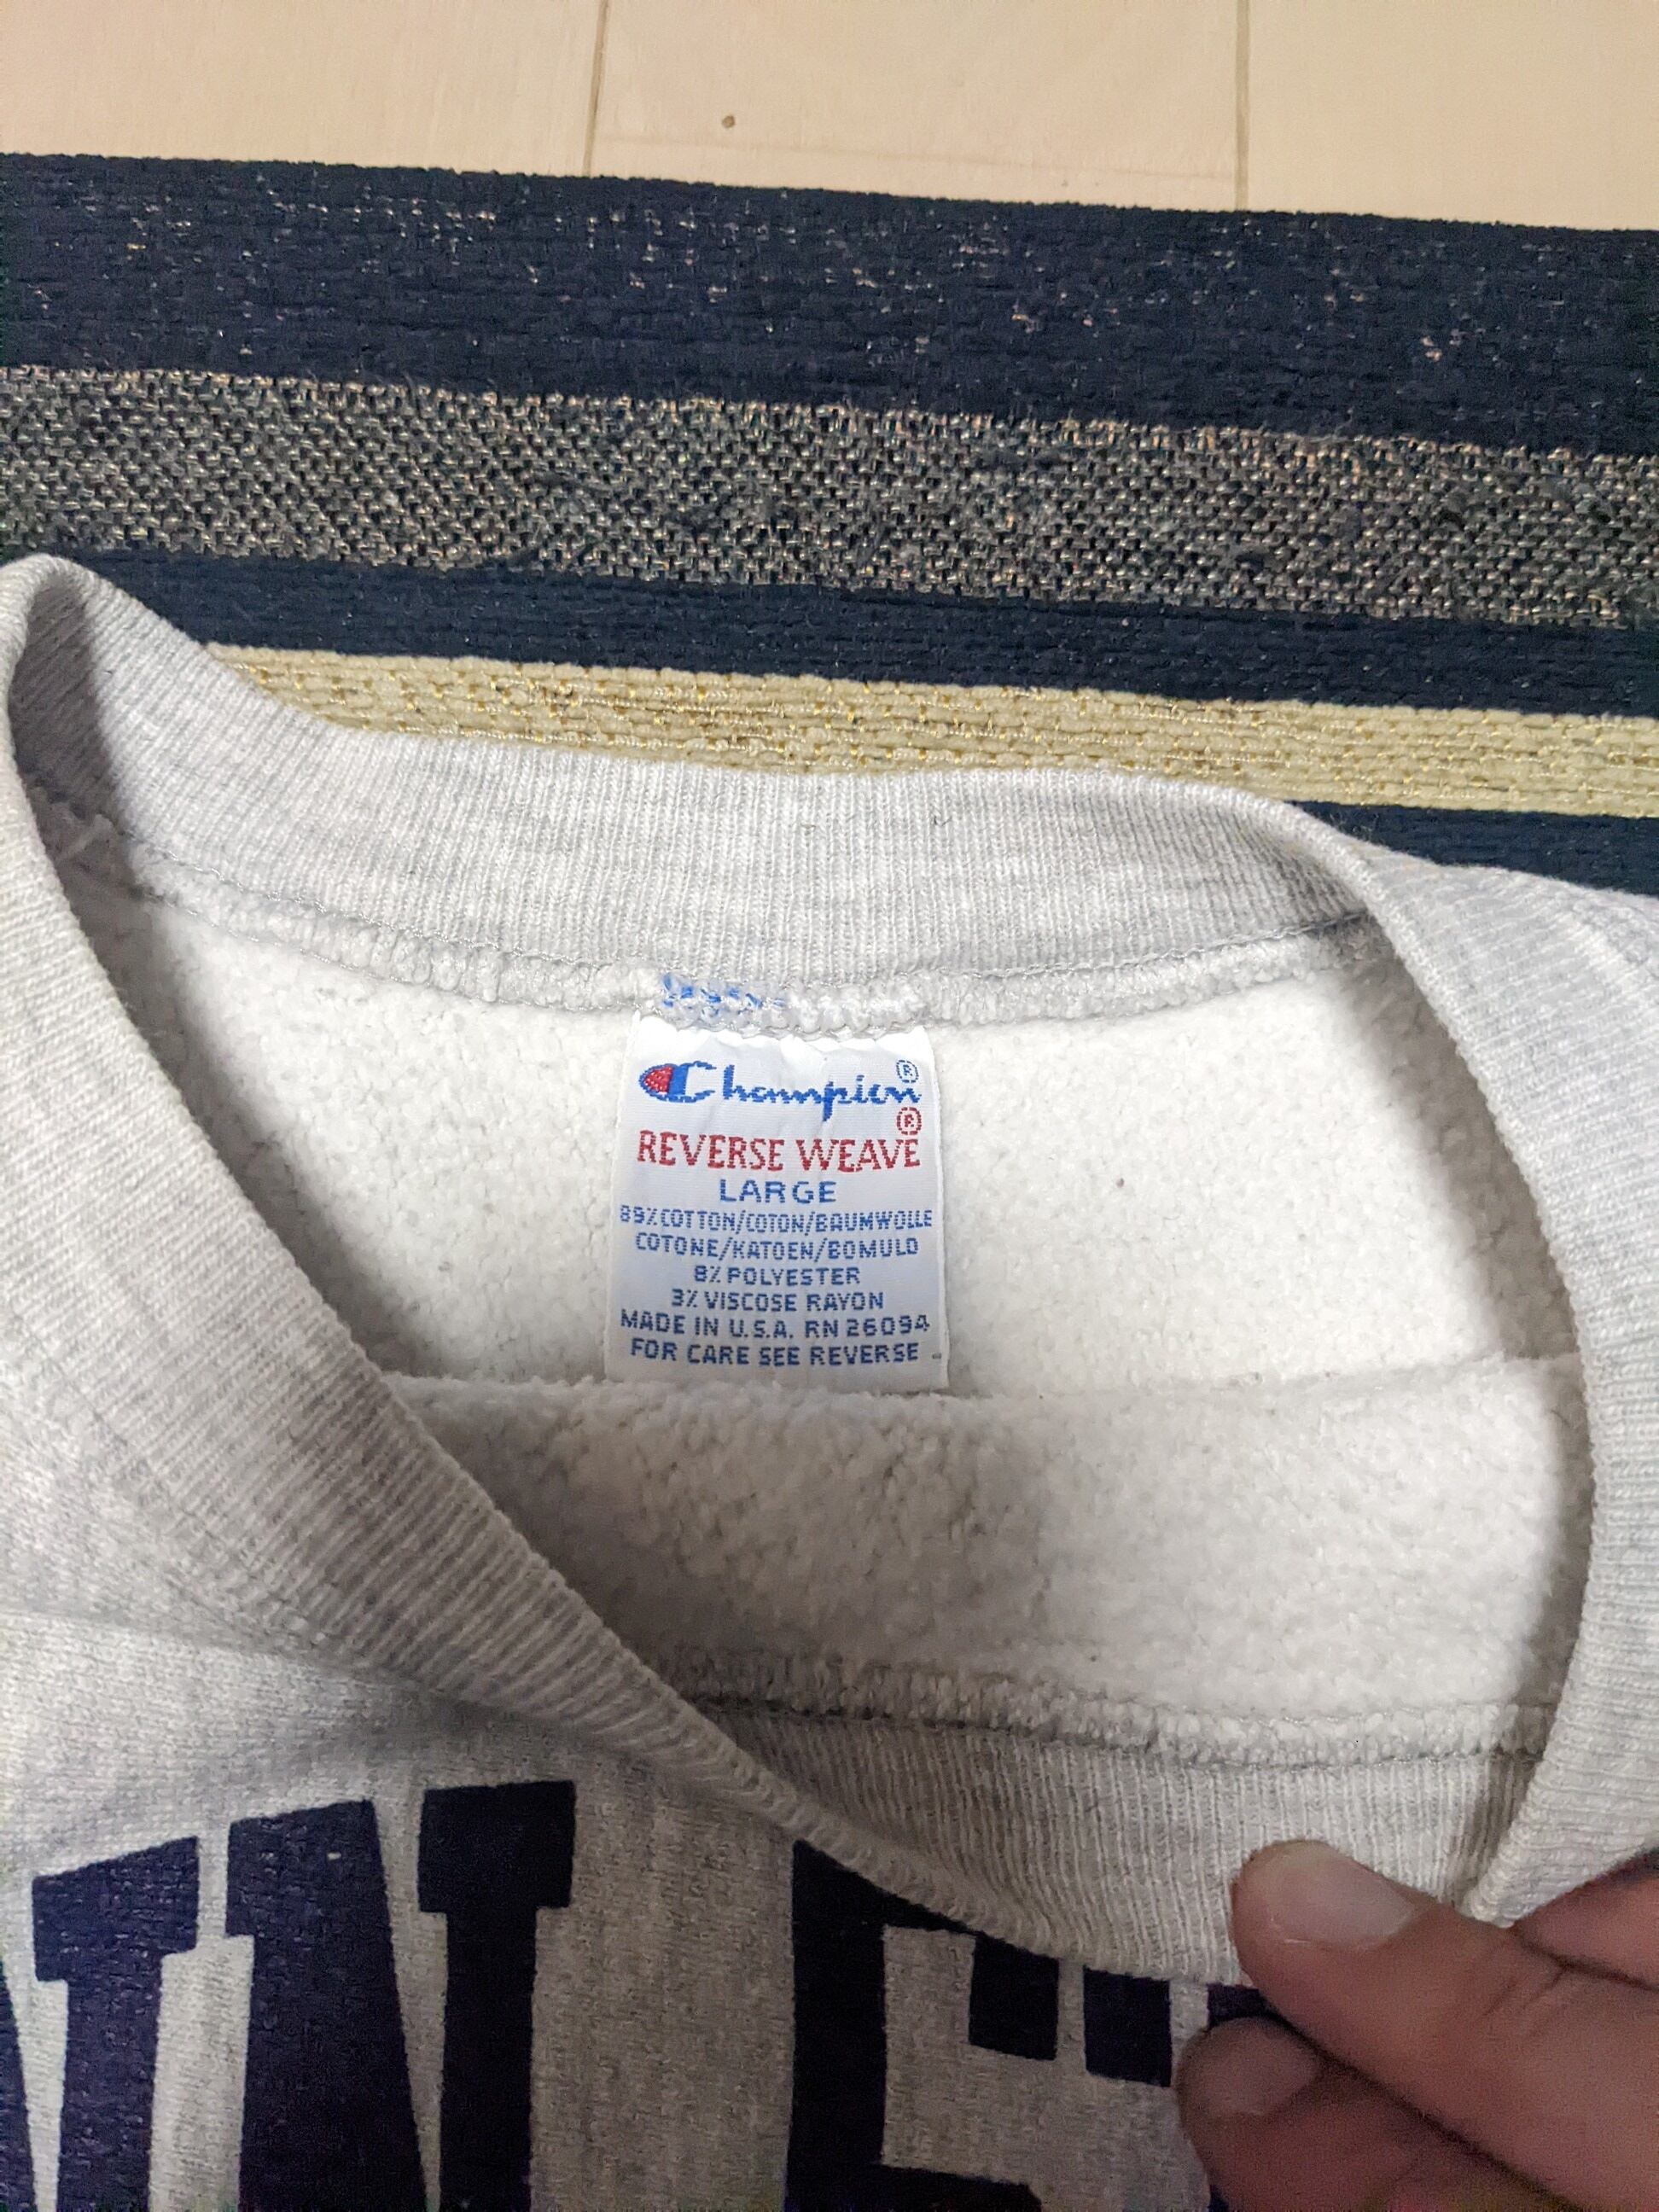 Champion®
®
REVERSE WEAVE
LARGE
89% COTTON/COTON/BAUMWOLLE
COTONE/KATOEN/BOMULD
8% POLYESTER
3% VISCOSE RAYON
MADE IN U.S.A. RN 26094
FOR CARE SEE REVERSE